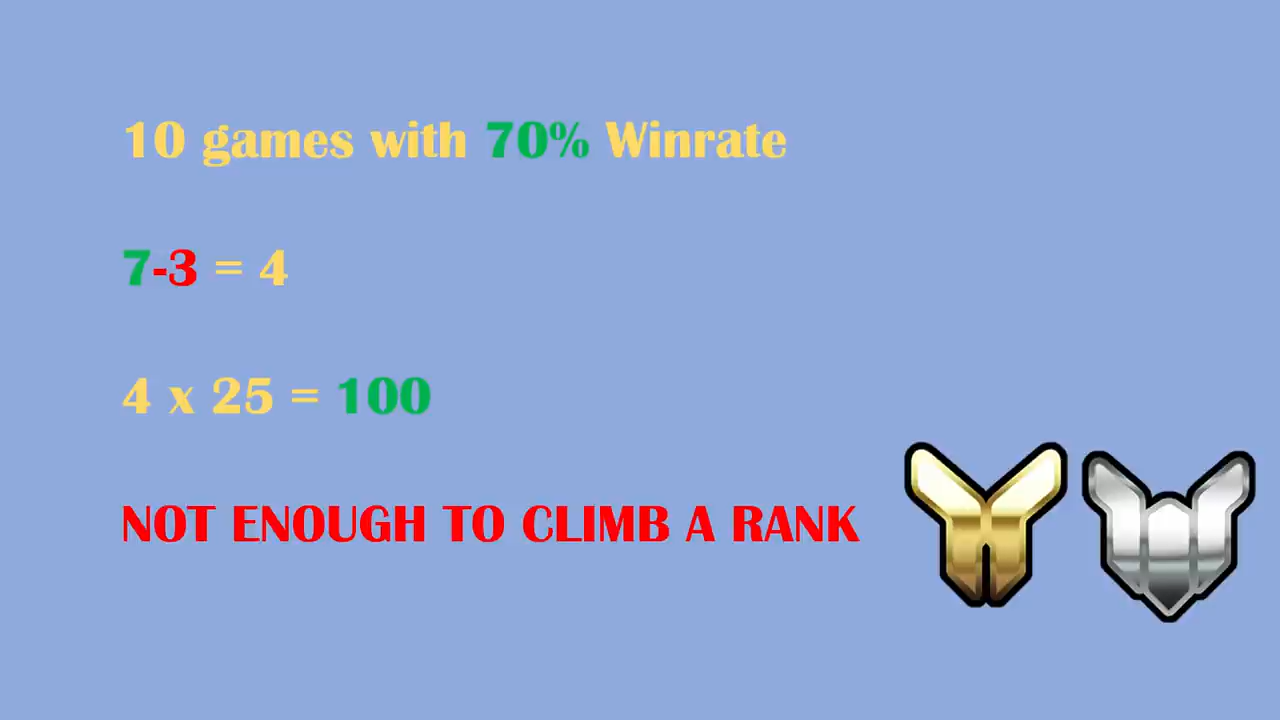 10 games with 70% Winrate
7-3 = 4
4 x 25 = 100
NOT ENOUGH TO CLIMB A RANK